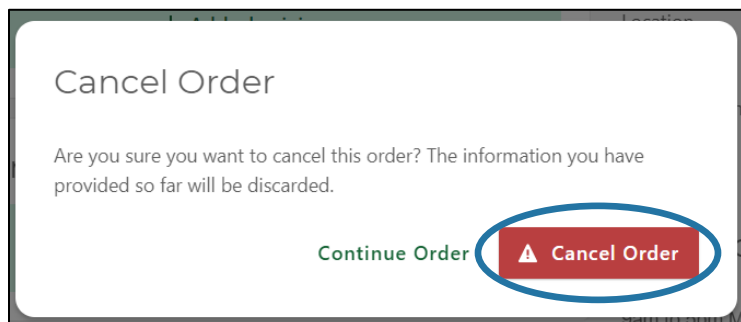 Location
Cancel Order
Are you sure you want to cancel this order? The information you have
provided so far will be discarded.
Continue Order
Cancel Order